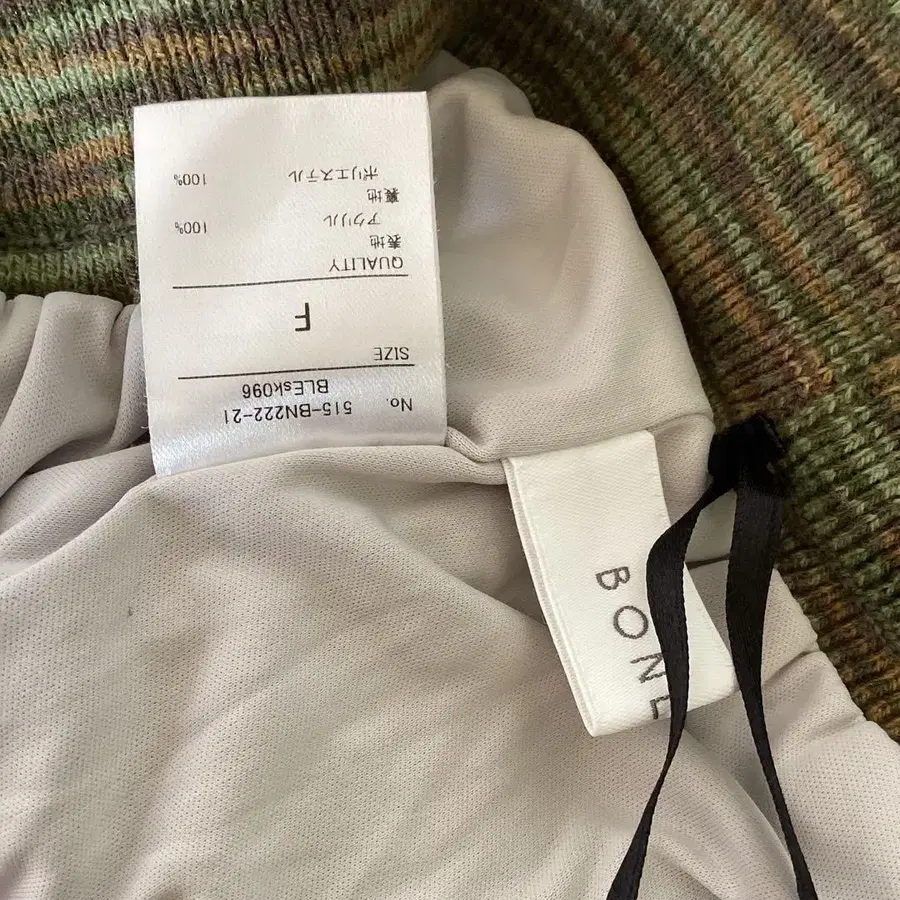 No. 515-BN222-21
BLEsk096
SIZE
F
QUALITY
表地
アクリル 100%
裏地
ポリエステル 100%
BONL